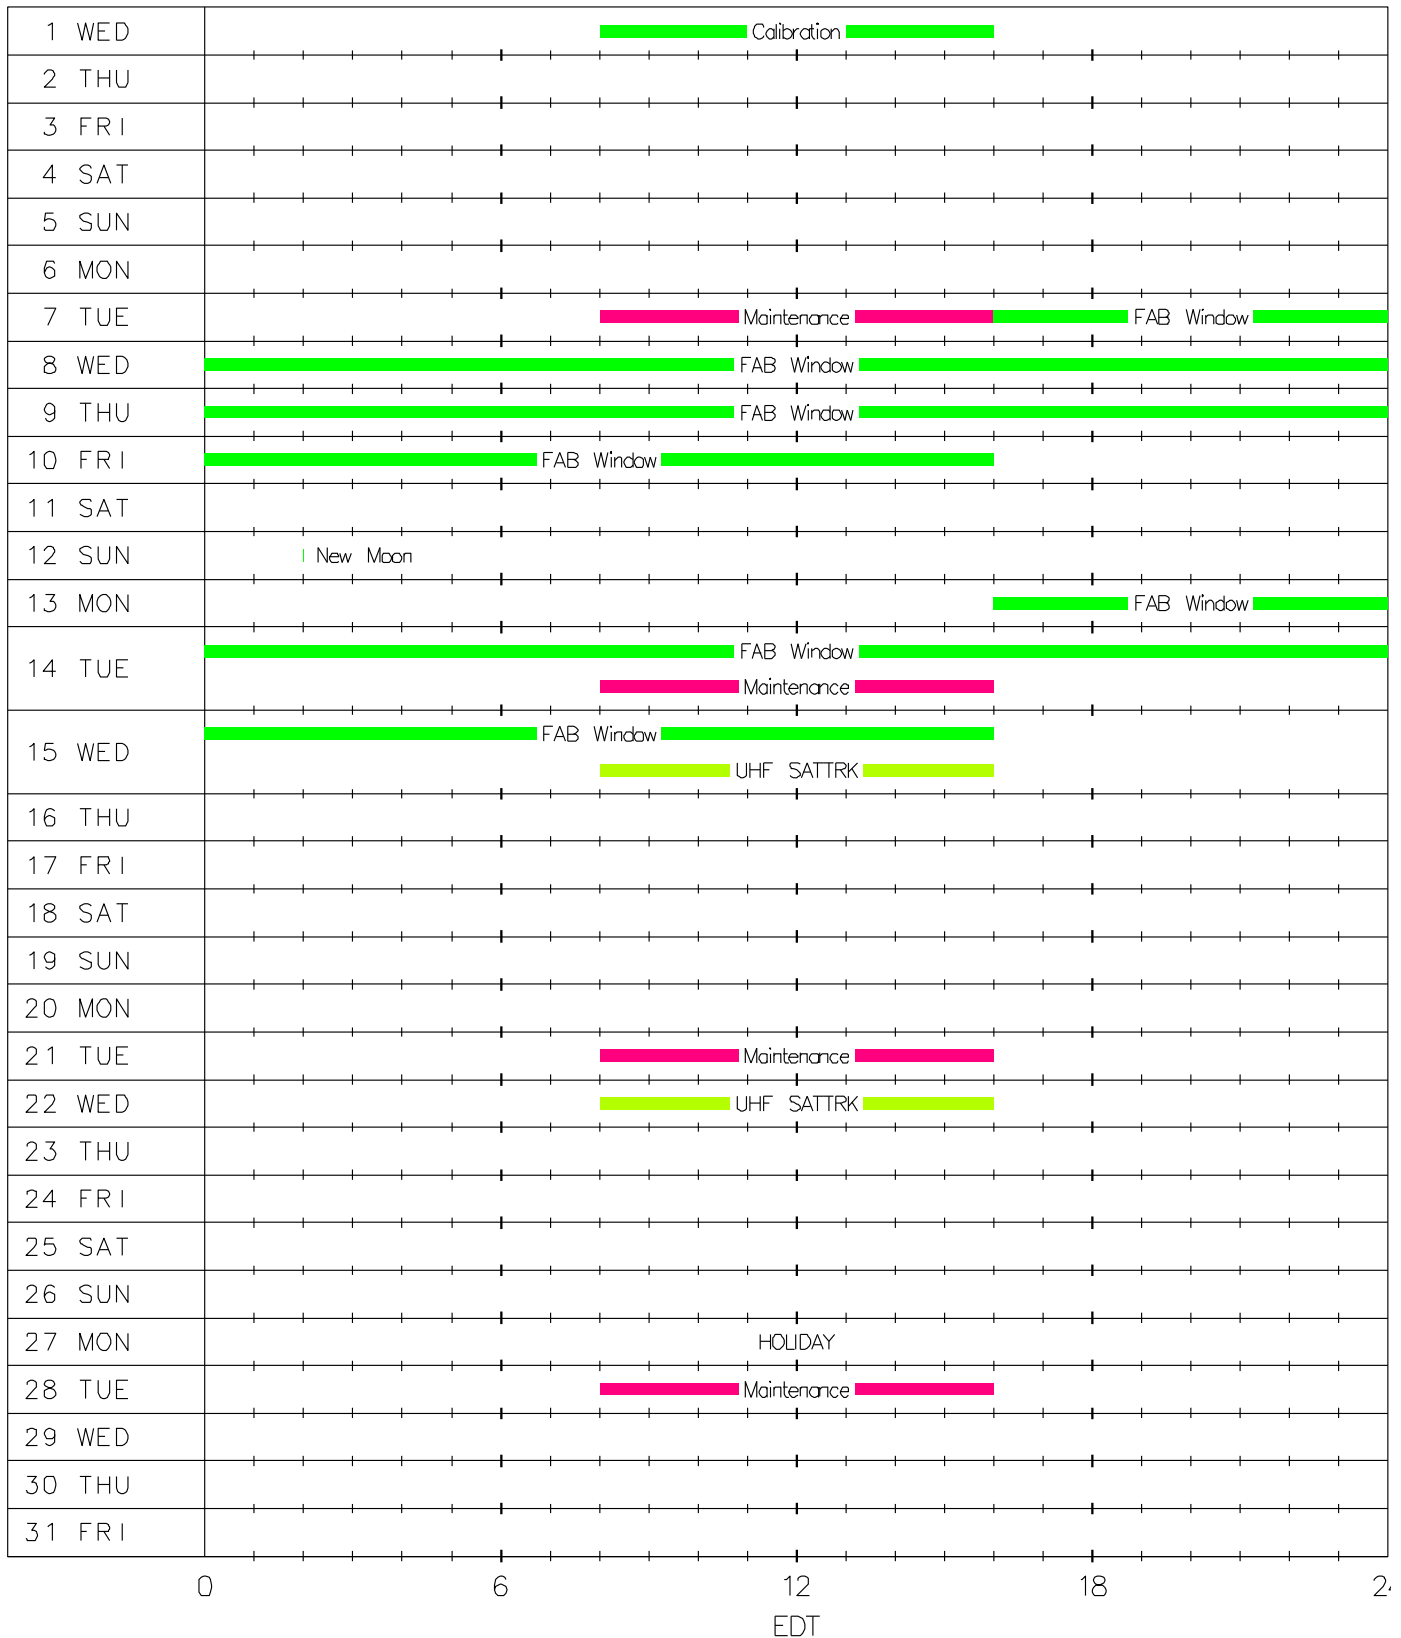 1 WED Calibration
2 THU
3 FRI
4 SAT
5 SUN
6 MON
7 TUE Maintenance FAB Window
8 WED FAB Window
9 THU FAB Window
10 FRI FAB Window
11 SAT
12 SUN New Moon
13 MON FAB Window
14 TUE FAB Window
Maintenance
15 WED FAB Window
UHF SATTRK
16 THU
17 FRI
18 SAT
19 SUN
20 MON
21 TUE Maintenance
22 WED UHF SATTRK
23 THU
24 FRI
25 SAT
26 SUN
27 MON HOLIDAY
28 TUE Maintenance
29 WED
30 THU
31 FRI
0 6 12 18 24
EDT